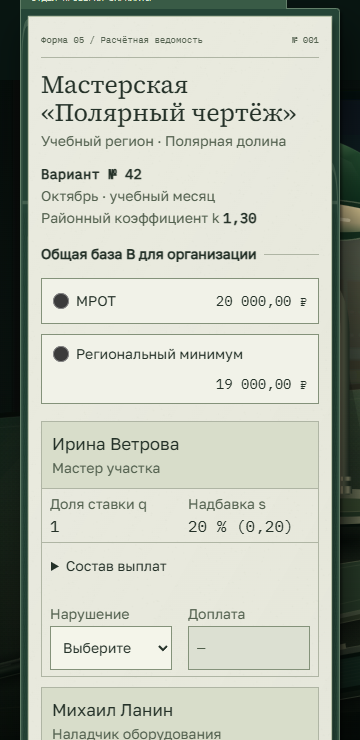 Форма 05 / Расчётная ведомость № 001
Мастерская
«Полярный чертёж»
Учебный регион · Полярная долина
Вариант № 42
Октябрь · учебный месяц
Районный коэффициент k 1,30
Общая база B для организации
МРОТ 20 000,00 ₽
Региональный минимум
19 000,00 ₽
Ирина Ветрова
Мастер участка
Доля ставки q Надбавка s
1 20 % (0,20)
Состав выплат
Нарушение Доплата
Выберите —
Михаил Ланин
Наладчик оборудования